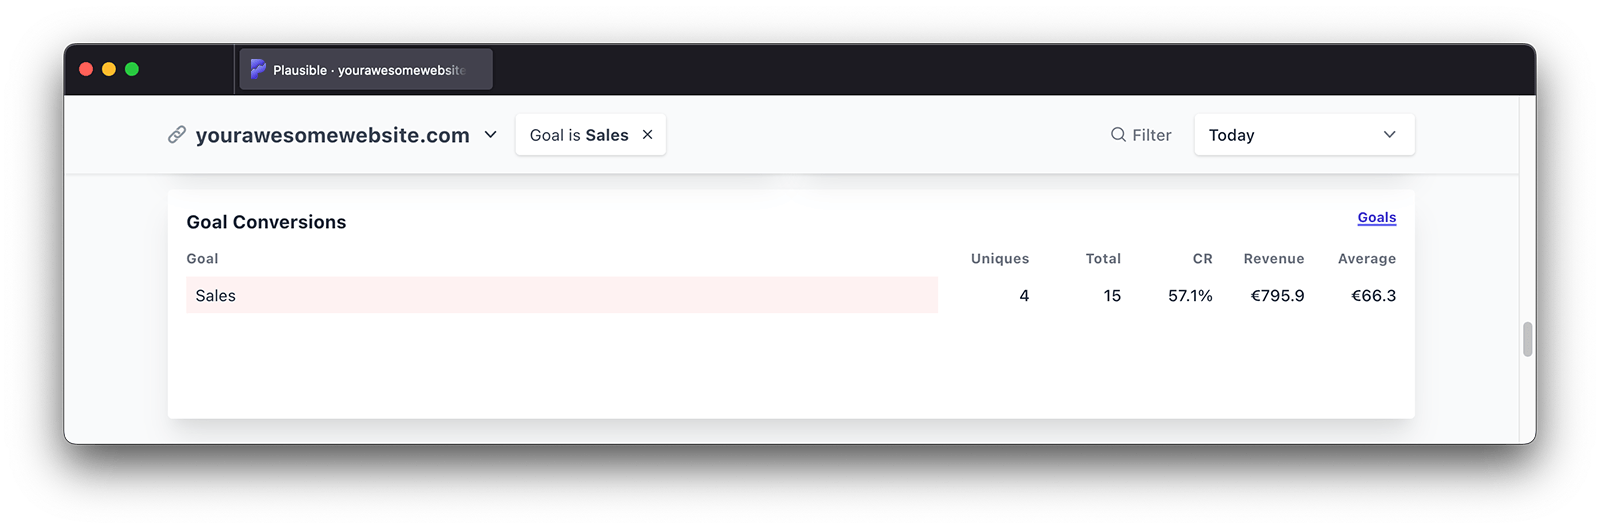 Plausible · yourawesomewebsite
yourawesomewebsite.com Goal is Sales × Filter Today
Goal Conversions Goals
Goal Uniques Total CR Revenue Average
Sales 4 15 57.1% €795.9 €66.3